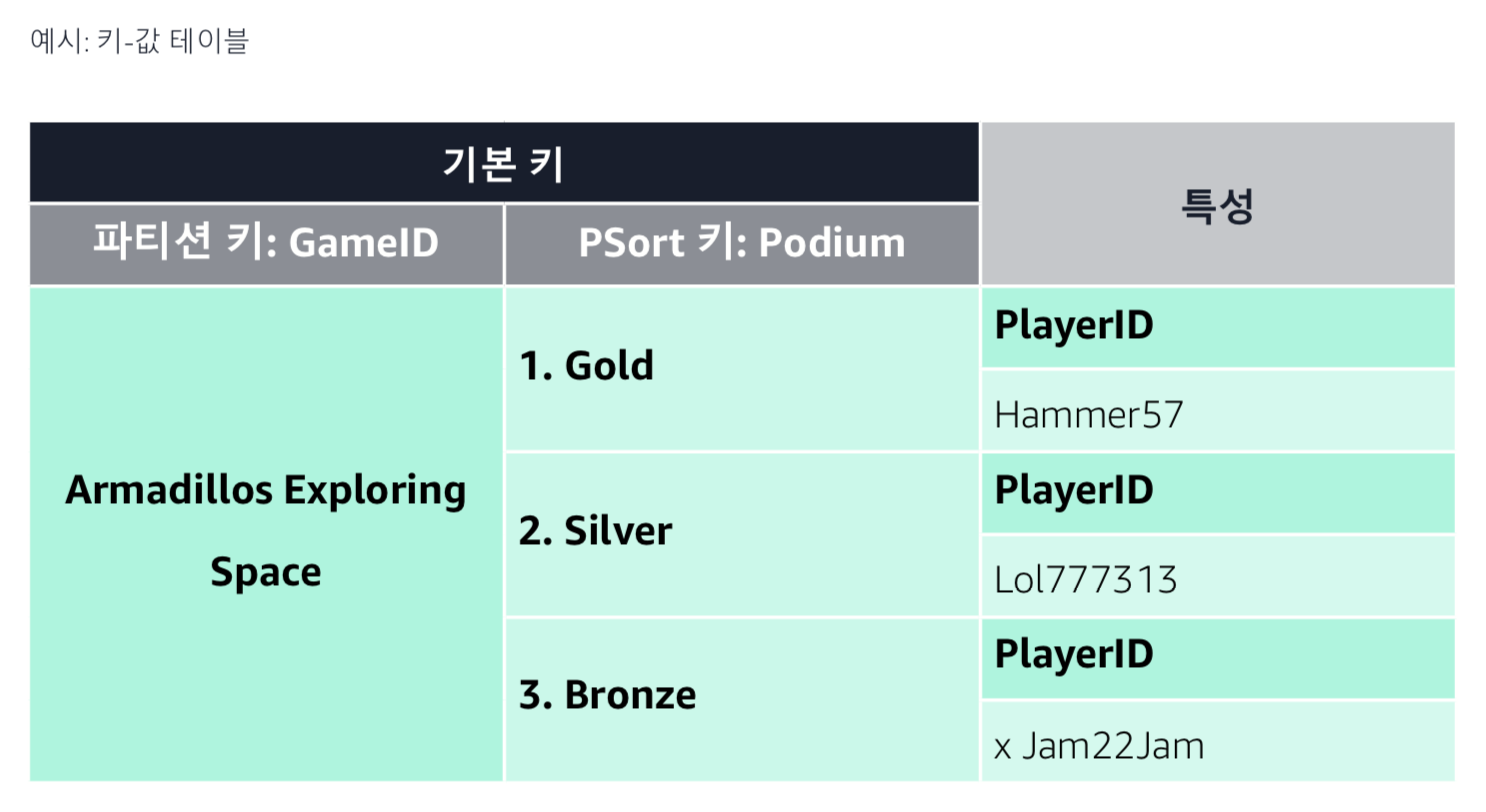 예시: 키-값 테이블
기본 키
특성
파티션 키: GameID
PSort 키: Podium
Armadillos Exploring
Space
1. Gold
PlayerID
Hammer57
2. Silver
PlayerID
Lol777313
3. Bronze
PlayerID
x Jam22Jam